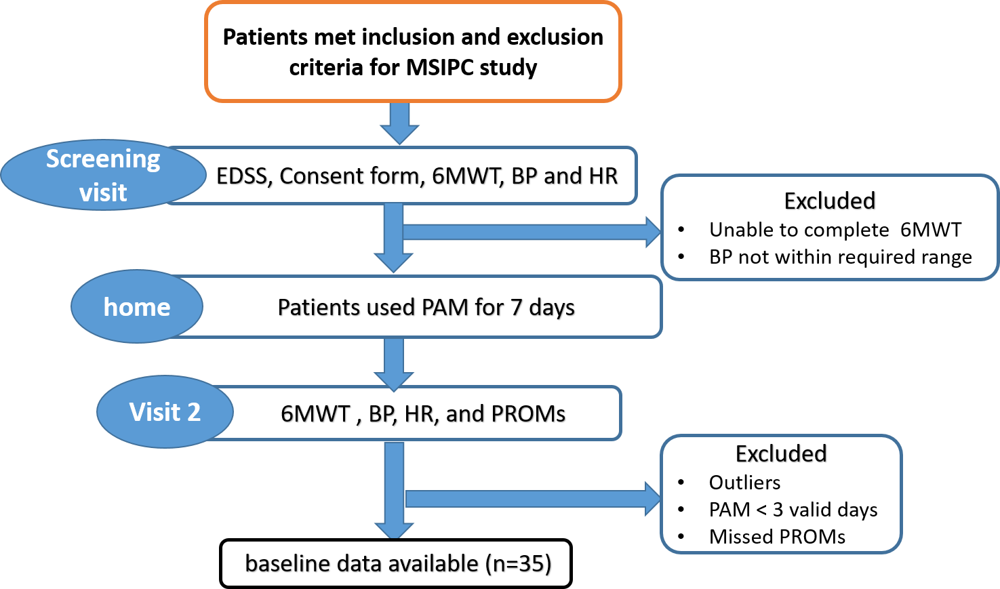 Patients met inclusion and exclusion
criteria for MSIPC study
Screening
visit
EDSS, Consent form, 6MWT, BP and HR
Excluded
• Unable to complete  6MWT
• BP not within required range
home
Patients used PAM for 7 days
Visit 2
6MWT , BP, HR, and PROMs
Excluded
• Outliers
• PAM < 3 valid days
• Missed PROMs
baseline data available (n=35)